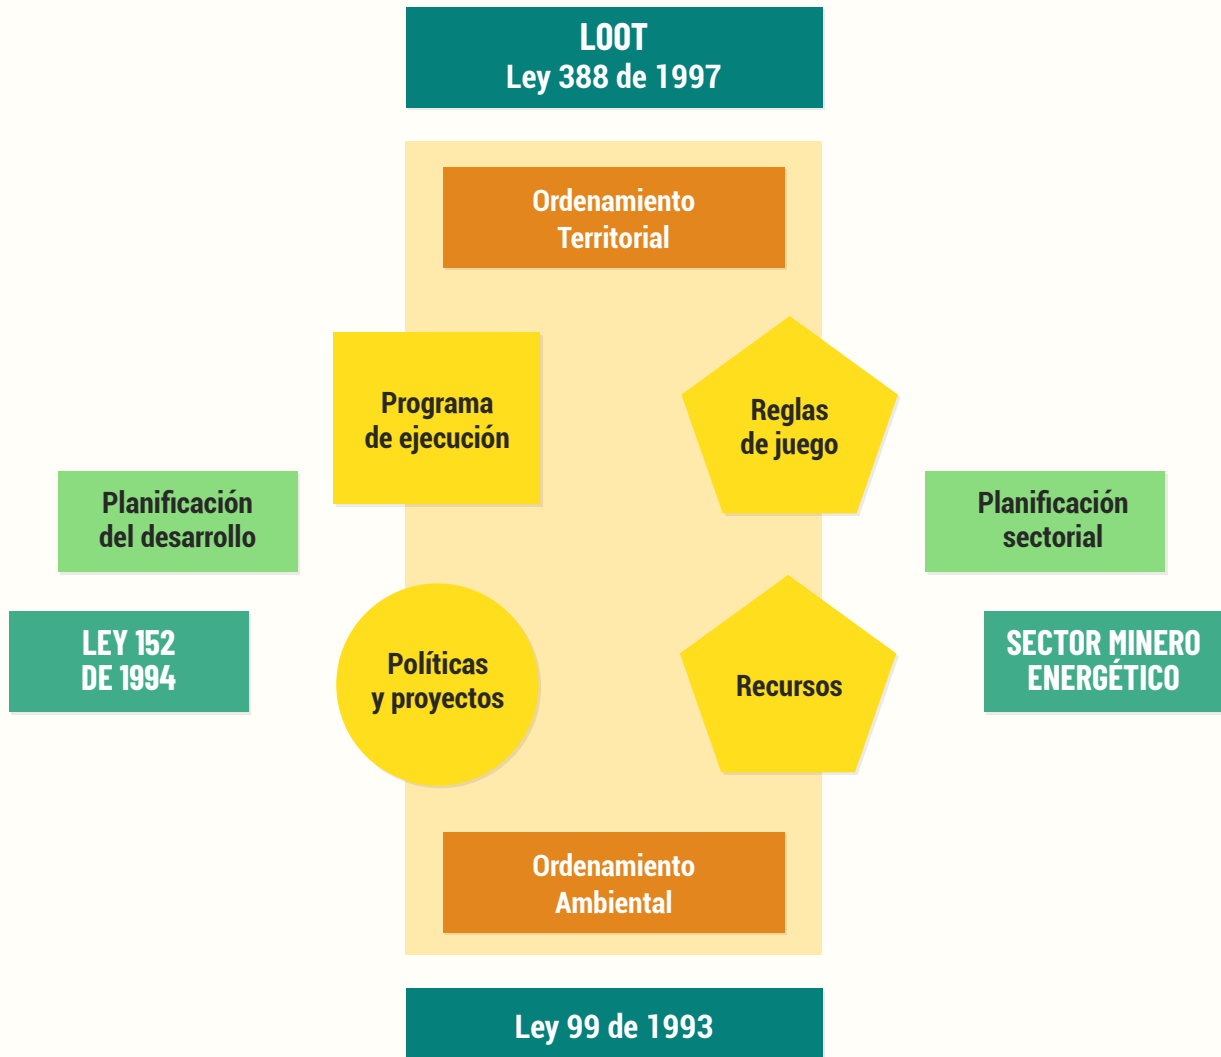 LOOT
Ley 388 de 1997
Ordenamiento
Territorial
Programa
de ejecución
Reglas
de juego
Planificación
del desarrollo
Planificación
sectorial
LEY 152
DE 1994
Políticas
y proyectos
Recursos
SECTOR MINERO
ENERGÉTICO
Ordenamiento
Ambiental
Ley 99 de 1993